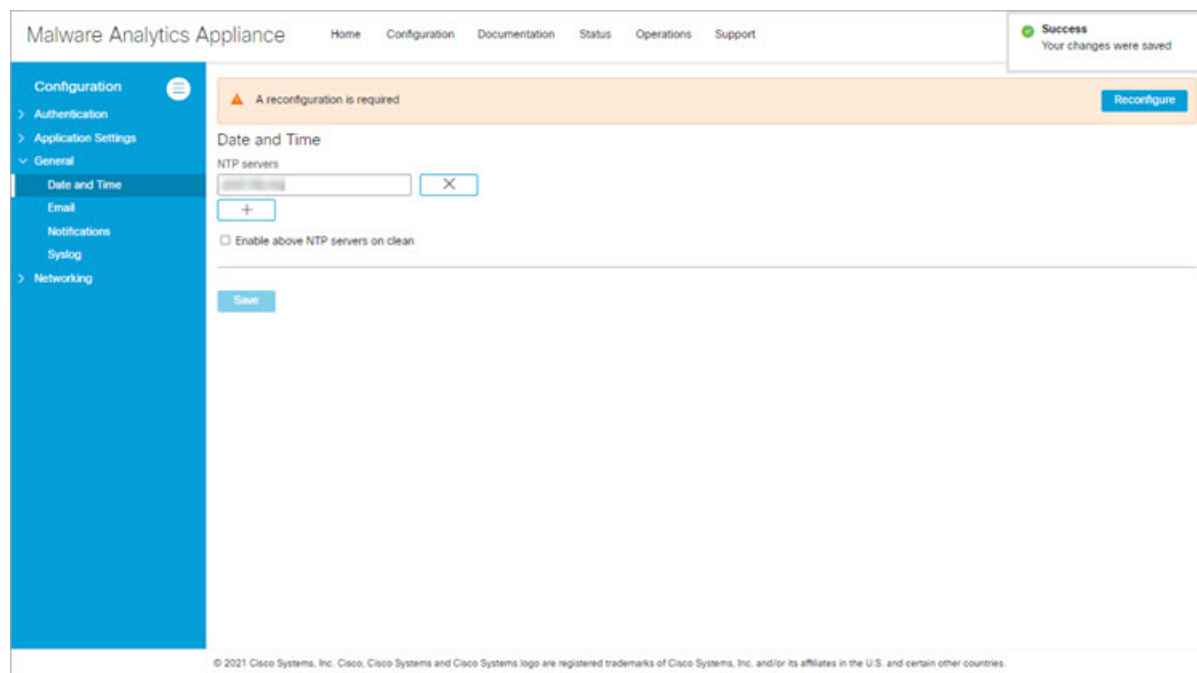 Malware Analytics Appliance
Home Configuration Documentation Status Operations Support
Success
Your changes were saved
Configuration
Authentication
Application Settings
General
Date and Time
Email
Notifications
Syslog
Networking
A reconfiguration is required
Reconfigure
Date and Time
NTP servers
Enable above NTP servers on clean
Save
© 2021 Cisco Systems, Inc. Cisco, Cisco Systems and Cisco Systems logo are registered trademarks of Cisco Systems, Inc. and/or its affiliates in the U.S. and certain other countries.